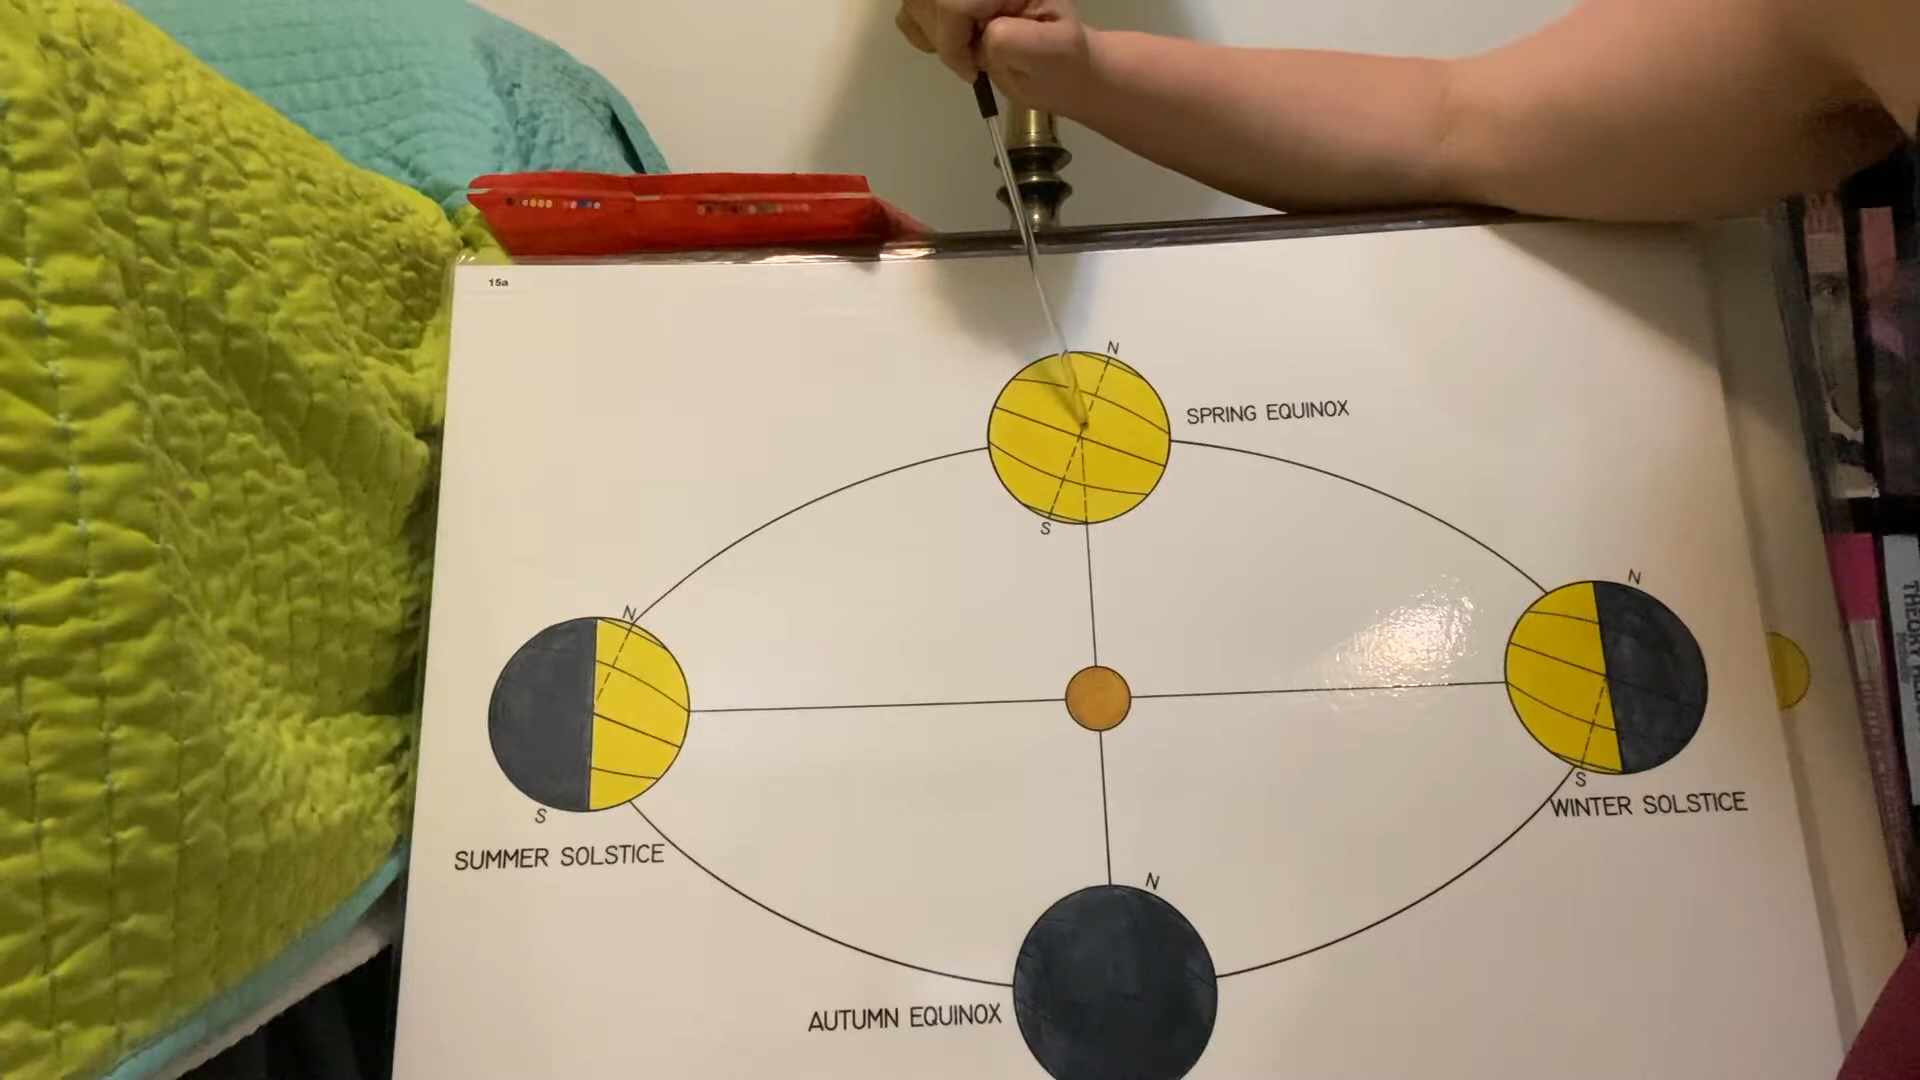 15a
N
SPRING EQUINOX
S
N
N
S
S
WINTER SOLSTICE
SUMMER SOLSTICE
N
AUTUMN EQUINOX
THEORY